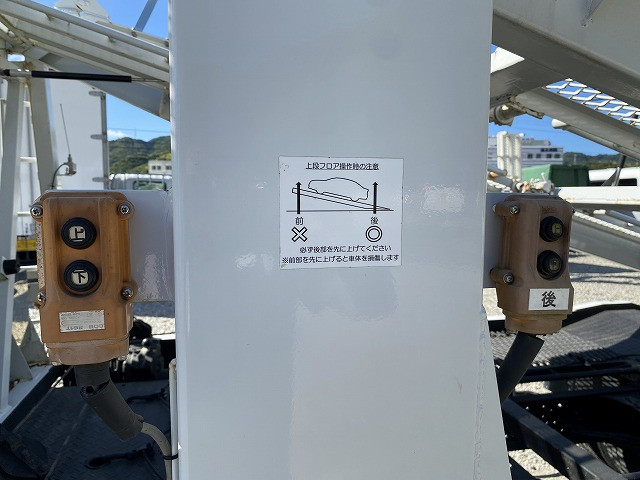 上段フロア操作時の注意
前 後
✕ ◎
必ず後部を先に上げてください
※前部を先に上げると車体を損傷します
上
下
後